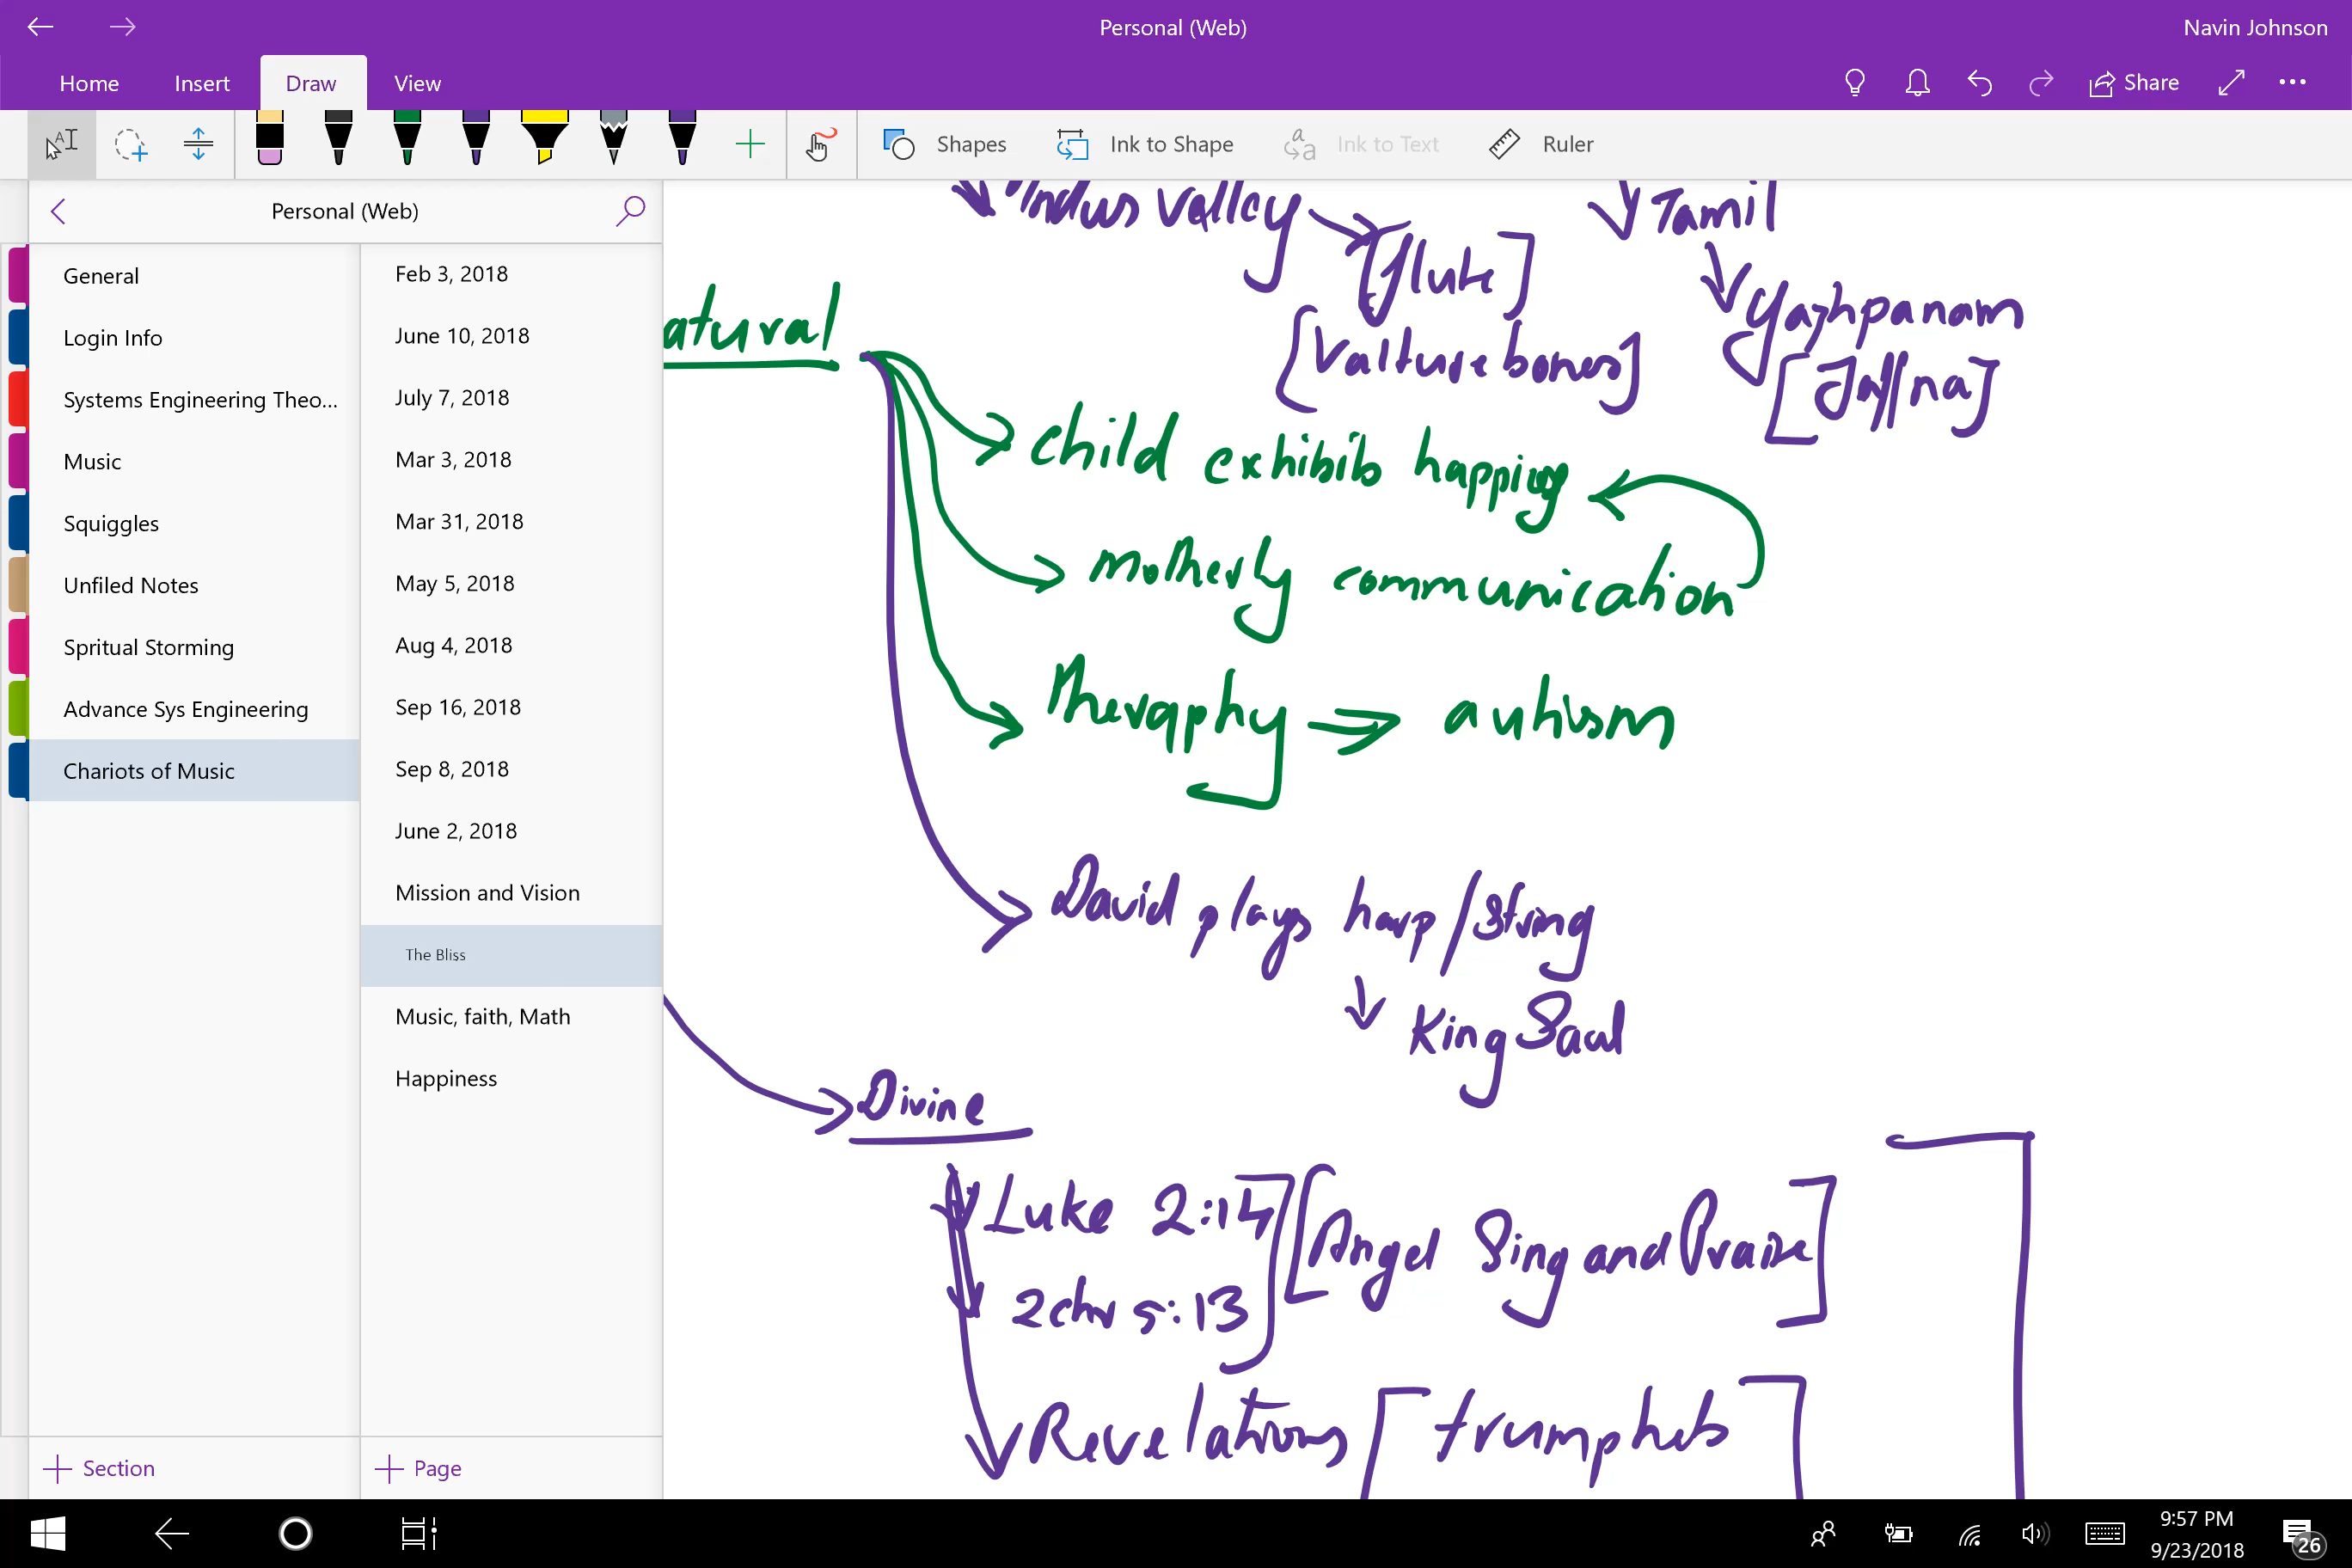 Personal (Web)
Navin Johnson
Home
Insert
Draw
View
Share
Shapes
Ink to Shape
Ink to Text
Ruler
Personal (Web)
General
Login Info
Systems Engineering Theo...
Music
Squiggles
Unfiled Notes
Spritual Storming
Advance Sys Engineering
Chariots of Music
Feb 3, 2018
June 10, 2018
July 7, 2018
Mar 3, 2018
Mar 31, 2018
May 5, 2018
Aug 4, 2018
Sep 16, 2018
Sep 8, 2018
June 2, 2018
Mission and Vision
The Bliss
Music, faith, Math
Happiness
Section
Page
Indus Valley
[flute]
[Valture bones]
Tamil
Yazhpanam
[Jaffna]
atural
child exhibits
motherly communication
theraphy autism
David plays harp/String
King Saul
Divine
Luke 2:14
2 chr 5:13]
[Angel Sing and Praise]
Revelations [trumphets]
9:57 PM
9/23/2018
26